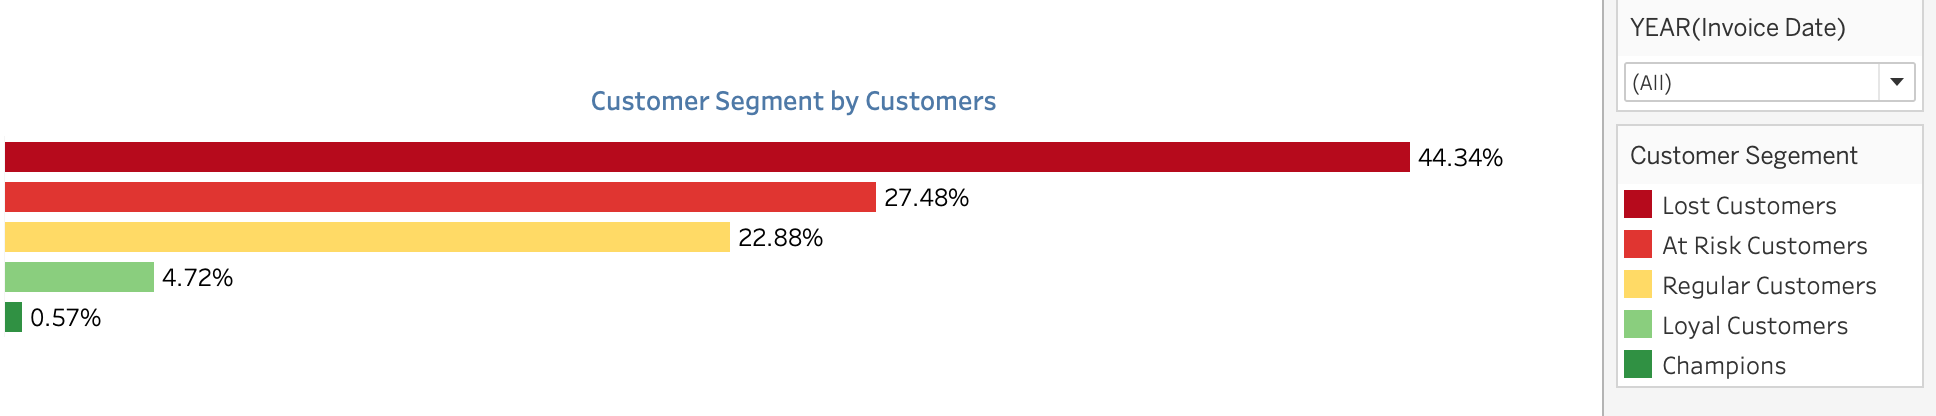 Customer Segment by Customers
44.34%
27.48%
22.88%
4.72%
0.57%
YEAR(Invoice Date)
(All)
Customer Segement
Lost Customers
At Risk Customers
Regular Customers
Loyal Customers
Champions